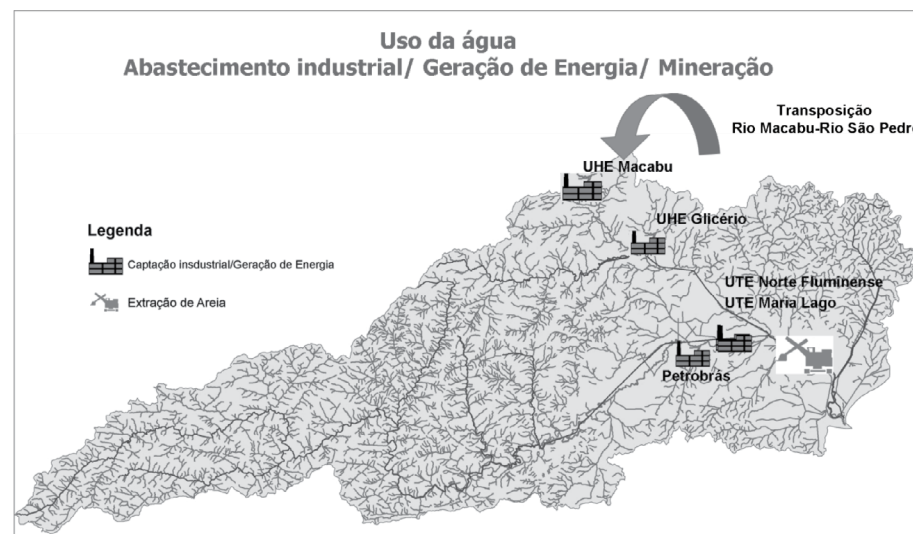 Uso da água
Abastecimento industrial/ Geração de Energia/ Mineração
Transposição
Rio Macabu-Rio São Pedro
UHE Macabu
UHE Glicério
Legenda
Captação insdustrial/Geração de Energia
Extração de Areia
UTE Norte Fluminense
UTE Maria Lago
Petrobrás